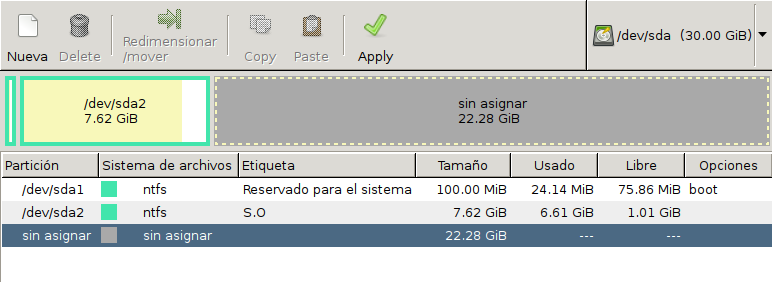 Nueva Delete Redimensionar /mover Copy Paste Apply /dev/sda (30.00 GiB)
/dev/sda2
7.62 GiB
sin asignar
22.28 GiB
Partición Sistema de archivos Etiqueta Tamaño Usado Libre Opciones
/dev/sda1 ntfs Reservado para el sistema 100.00 MiB 24.14 MiB 75.86 MiB boot
/dev/sda2 ntfs S.O 7.62 GiB 6.61 GiB 1.01 GiB
sin asignar sin asignar 22.28 GiB --- ---